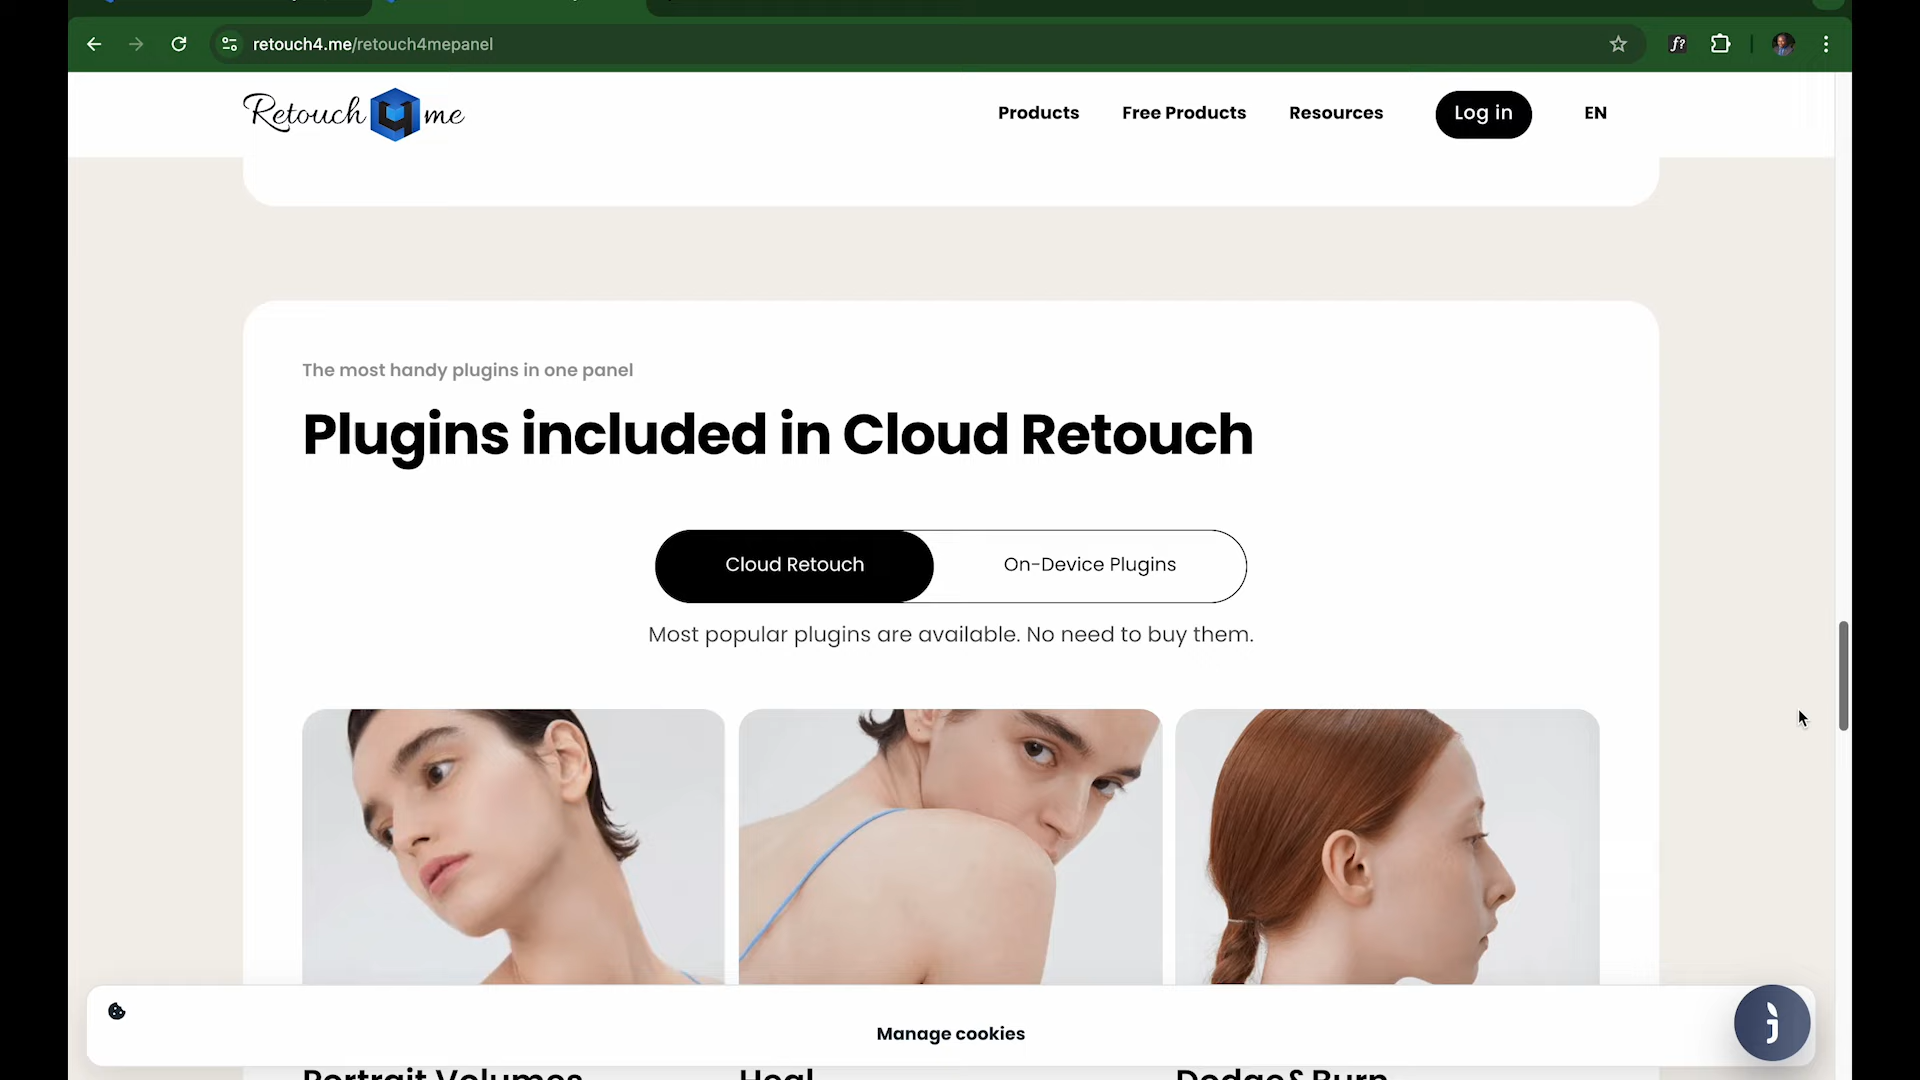 retouch4.me/retouch4mepanel
Retouch 4 me
Products
Free Products
Resources
Log in
EN
The most handy plugins in one panel
Plugins included in Cloud Retouch
Cloud Retouch
On-Device Plugins
Most popular plugins are available. No need to buy them.
Manage cookies
Portrait Volumes
Heal
Dodge&Burn